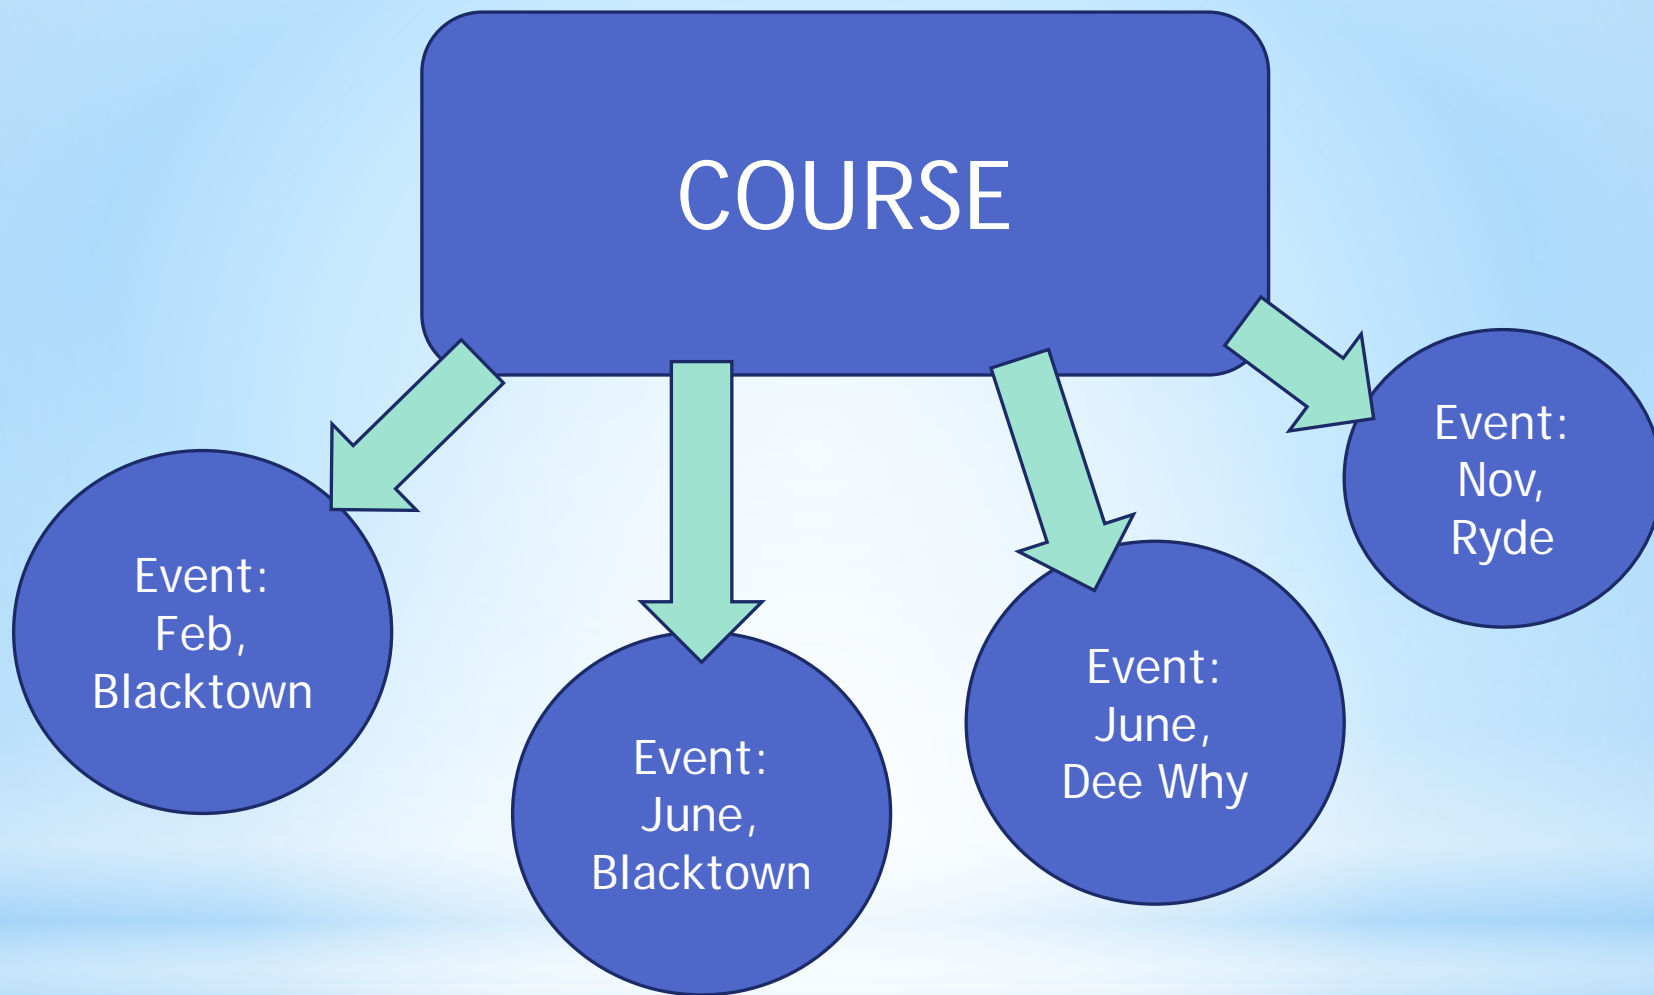 COURSE
Event:
Feb,
Blacktown
Event:
June,
Blacktown
Event:
June,
Dee Why
Event:
Nov,
Ryde